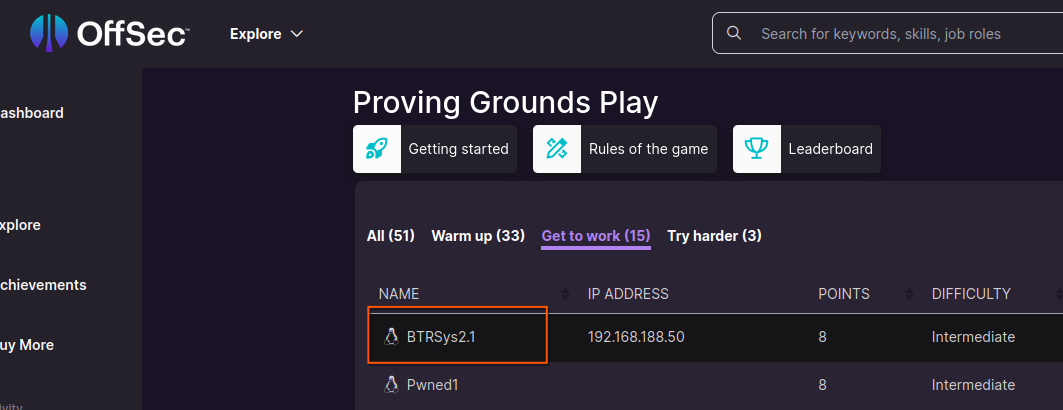 OffSec™
Explore
Search for keywords, skills, job roles
ashboard
xplore
chievements
uy More
ivity
Proving Grounds Play
Getting started
Rules of the game
Leaderboard
All (51) Warm up (33) Get to work (15) Try harder (3)
NAME IP ADDRESS POINTS DIFFICULTY
BTRSys2.1 192.168.188.50 8 Intermediate
Pwned1 8 Intermediate